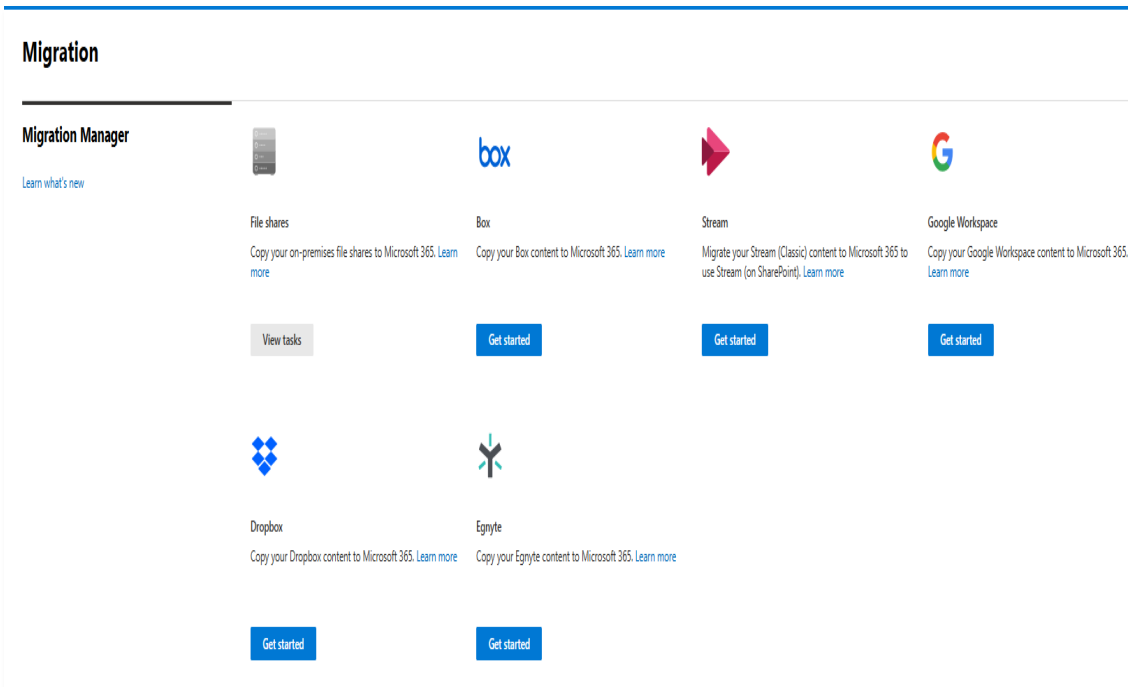 Migration
Migration Manager
Learn what's new
box
File shares
Copy your on-premises file shares to Microsoft 365. Learn
more
View tasks
Box
Copy your Box content to Microsoft 365. Learn more
Get started
Stream
Migrate your Stream (Classic) content to Microsoft 365 to
use Stream (on SharePoint). Learn more
Get started
G
Google Workspace
Copy your Google Workspace content to Microsoft 365.
Learn more
Get started
Dropbox
Copy your Dropbox content to Microsoft 365. Learn more
Get started
Egnyte
Copy your Egnyte content to Microsoft 365. Learn more
Get started